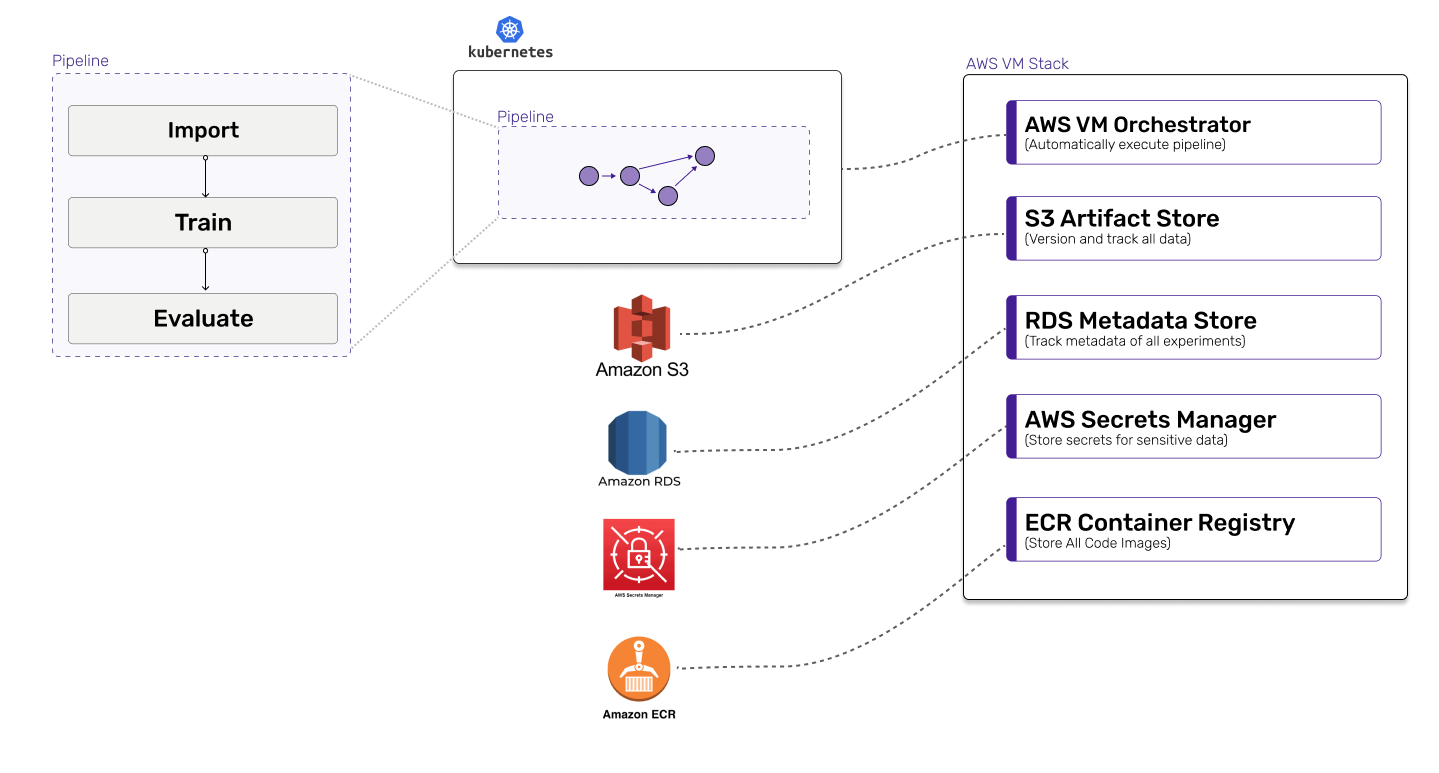 Pipeline
Import
Train
Evaluate
kubernetes
Pipeline
Amazon S3
Amazon RDS
AWS Secrets Manager
Amazon ECR
AWS VM Stack
AWS VM Orchestrator
(Automatically execute pipeline)
S3 Artifact Store
(Version and track all data)
RDS Metadata Store
(Track metadata of all experiments)
AWS Secrets Manager
(Store secrets for sensitive data)
ECR Container Registry
(Store All Code Images)